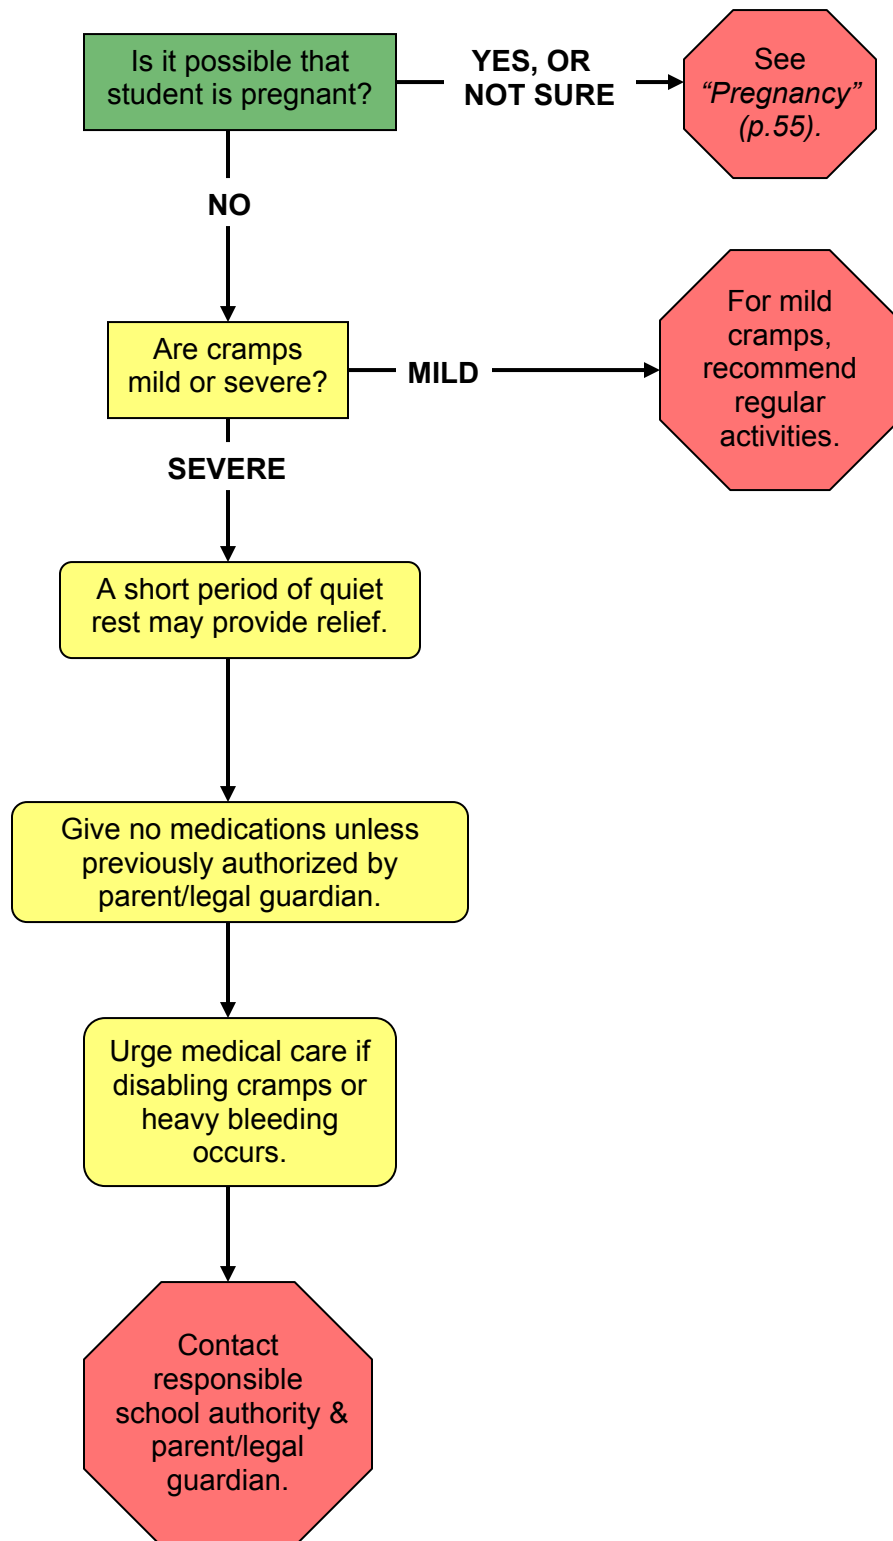 Is it possible that
student is pregnant?
YES, OR
NOT SURE
See
“Pregnancy”
(p.55).
NO
Are cramps
mild or severe?
MILD
For mild
cramps,
recommend
regular
activities.
SEVERE
A short period of quiet
rest may provide relief.
Give no medications unless
previously authorized by
parent/legal guardian.
Urge medical care if
disabling cramps or
heavy bleeding
occurs.
Contact
responsible
school authority &
parent/legal
guardian.